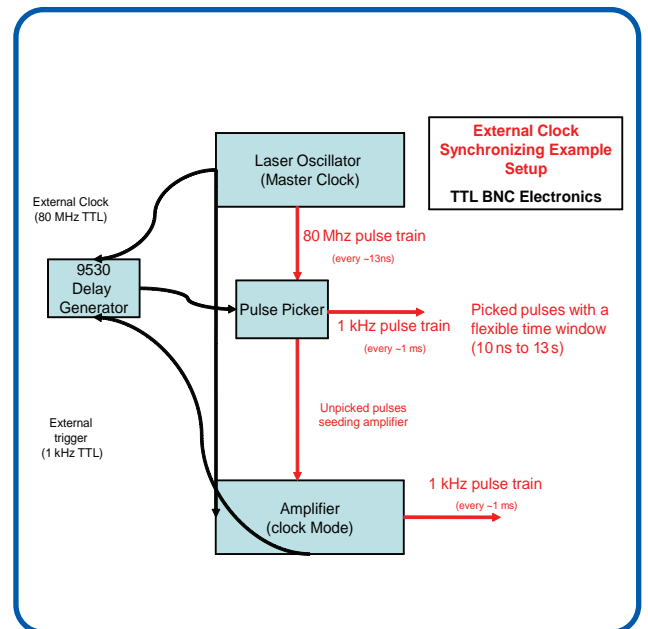 External Clock
Synchronizing Example
Setup
TTL BNC Electronics
Laser Oscillator
(Master Clock)
External Clock
(80 MHz TTL)
80 Mhz pulse train
(every ~13ns)
9530
Delay
Generator
Pulse Picker
1 kHz pulse train
(every ~1 ms)
Picked pulses with a
flexible time window
(10 ns to 13 s)
Unpicked pulses
seeding amplifier
External
trigger
(1 kHz TTL)
Amplifier
(clock Mode)
1 kHz pulse train
(every ~1 ms)